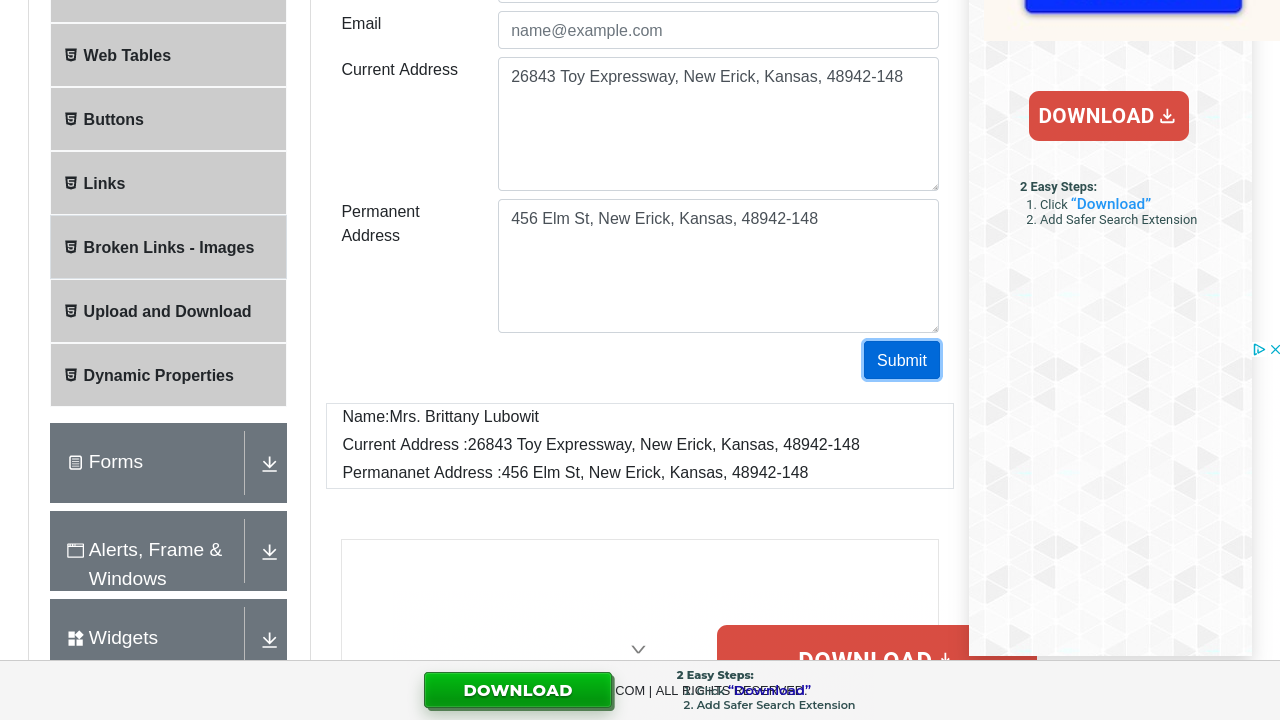 Email
name@example.com
Web Tables
Current Address
26843 Toy Expressway, New Erick, Kansas, 48942-148
Buttons
DOWNLOAD
Links
2 Easy Steps:
1. Click “Download”
2. Add Safer Search Extension
Permanent
Address
456 Elm St, New Erick, Kansas, 48942-148
Broken Links - Images
Upload and Download
Submit
Dynamic Properties
Name:Mrs. Brittany Lubowit
Current Address :26843 Toy Expressway, New Erick, Kansas, 48942-148
Permananet Address :456 Elm St, New Erick, Kansas, 48942-148
Forms
Alerts, Frame &
Windows
Widgets
DOWNLOAD
DOWNLOAD
2 Easy Steps:
1. Click “Download”
2. Add Safer Search Extension
.COM | ALL RIGHTS RESERVED.